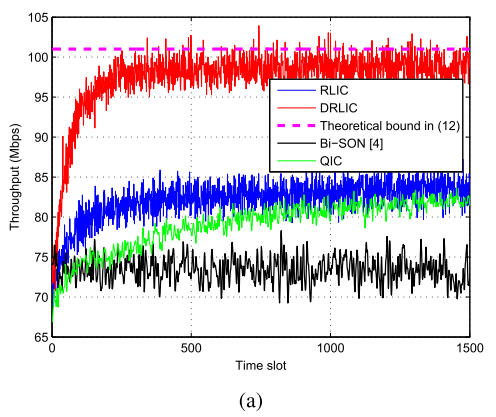 105
100
95
90
85
80
75
70
65
Throughput (Mbps)
RLIC
DRLIC
Theoretical bound in (12)
Bi−SON [4]
QIC
0
500
1000
1500
Time slot
(a)